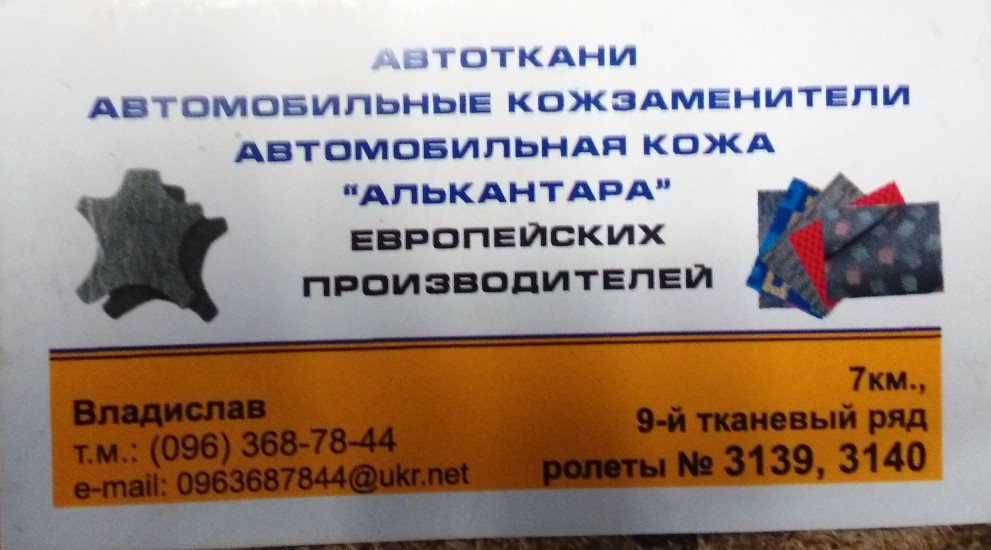 АВТОТКАНИ
АВТОМОБИЛЬНЫЕ КОЖЗАМЕНИТЕЛИ
АВТОМОБИЛЬНАЯ КОЖА
"АЛЬКАНТАРА"
ЕВРОПЕЙСКИХ
ПРОИЗВОДИТЕЛЕЙ
Владислав
т.м.: (096) 368-78-44
e-mail: 0963687844@ukr.net
7км.,
9-й тканевый ряд
ролеты № 3139, 3140